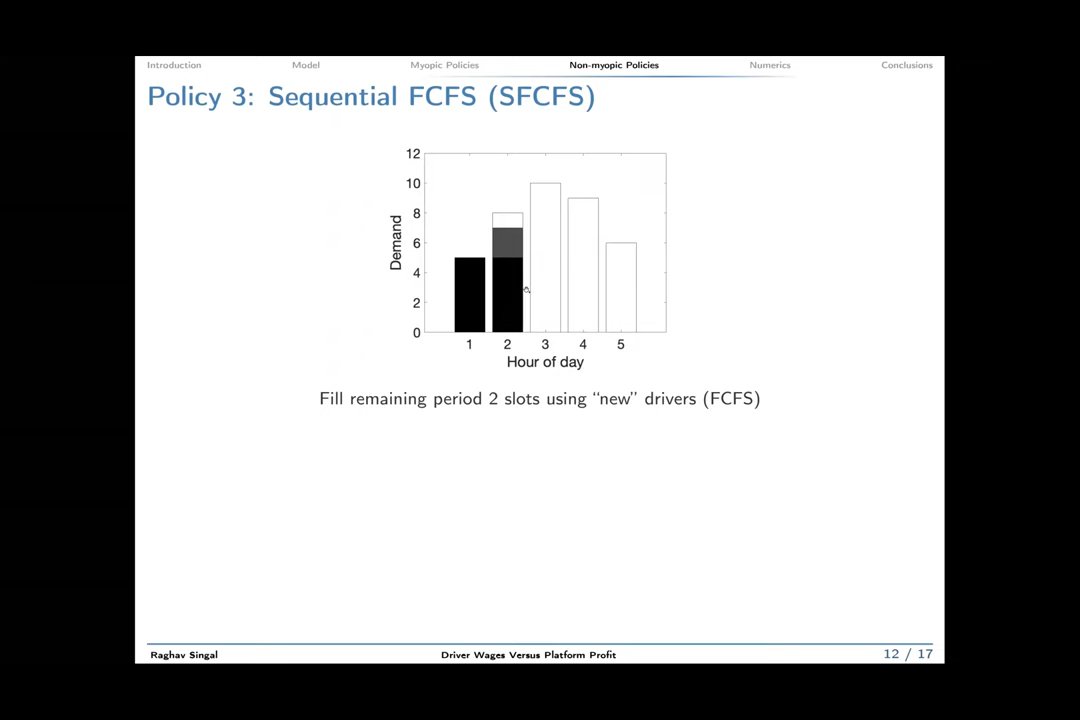 Introduction Model Myopic Policies Non-myopic Policies Numerics Conclusions
Policy 3: Sequential FCFS (SFCFS)
12
10
8
6
4
2
0
Demand
1 2 3 4 5
Hour of day
Fill remaining period 2 slots using “new” drivers (FCFS)
Raghav Singal Driver Wages Versus Platform Profit 12 / 17